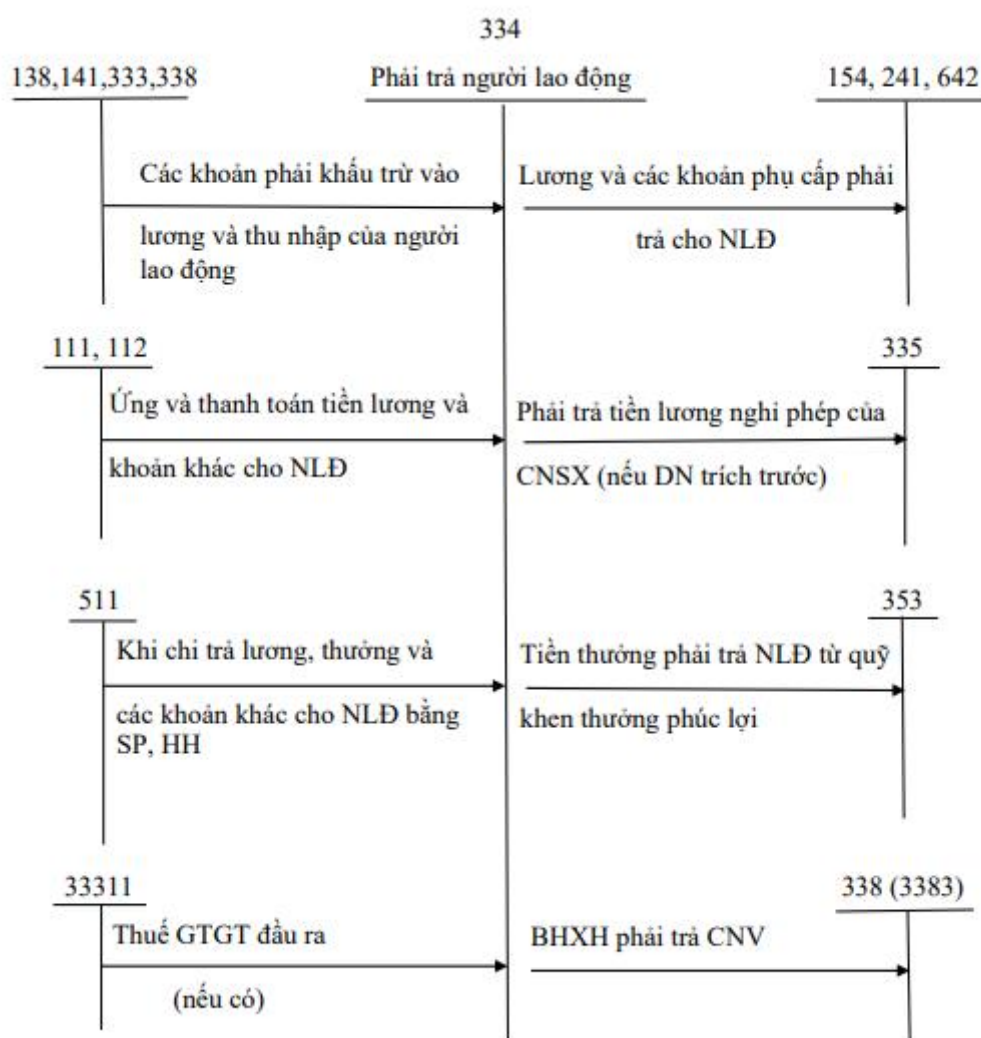 334
138,141,333,338
Phải trả người lao động
154, 241, 642
Các khoản phải khấu trừ vào
lương và thu nhập của người
lao động
Lương và các khoản phụ cấp phải
trả cho NLĐ
111, 112
335
Ứng và thanh toán tiền lương và
khoản khác cho NLĐ
Phải trả tiền lương nghỉ phép của
CNSX (nếu DN trích trước)
511
353
Khi chi trả lương, thưởng và
các khoản khác cho NLĐ bằng
SP, HH
Tiền thưởng phải trả NLĐ từ quỹ
khen thưởng phúc lợi
33311
338 (3383)
Thuế GTGT đầu ra
(nếu có)
BHXH phải trả CNV